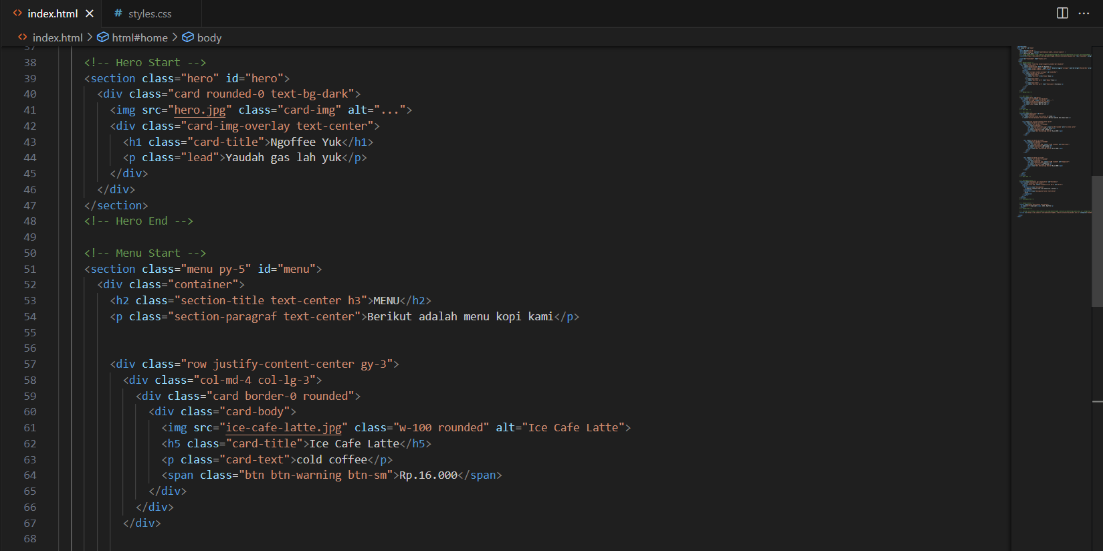 index.html
# styles.css
index.html > html#home > body
37
38 <!-- Hero Start -->
39 <section class="hero" id="hero">
40 <div class="card rounded-0 text-bg-dark">
41 <img src="hero.jpg" class="card-img" alt="...">
42 <div class="card-img-overlay text-center">
43 <h1 class="card-title">Ngoffee Yuk</h1>
44 <p class="lead">Yaudah gas lah yuk</p>
45 </div>
46 </div>
47 </section>
48 <!-- Hero End -->
49
50 <!-- Menu Start -->
51 <section class="menu py-5" id="menu">
52 <div class="container">
53 <h2 class="section-title text-center h3">MENU</h2>
54 <p class="section-paragraf text-center">Berikut adalah menu kopi kami</p>
55
56
57 <div class="row justify-content-center gy-3">
58 <div class="col-md-4 col-lg-3">
59 <div class="card border-0 rounded">
60 <div class="card-body">
61 <img src="ice-cafe-latte.jpg" class="w-100 rounded" alt="Ice Cafe Latte">
62 <h5 class="card-title">Ice Cafe Latte</h5>
63 <p class="card-text">cold coffee</p>
64 <span class="btn btn-warning btn-sm">Rp.16.000</span>
65 </div>
66 </div>
67 </div>
68